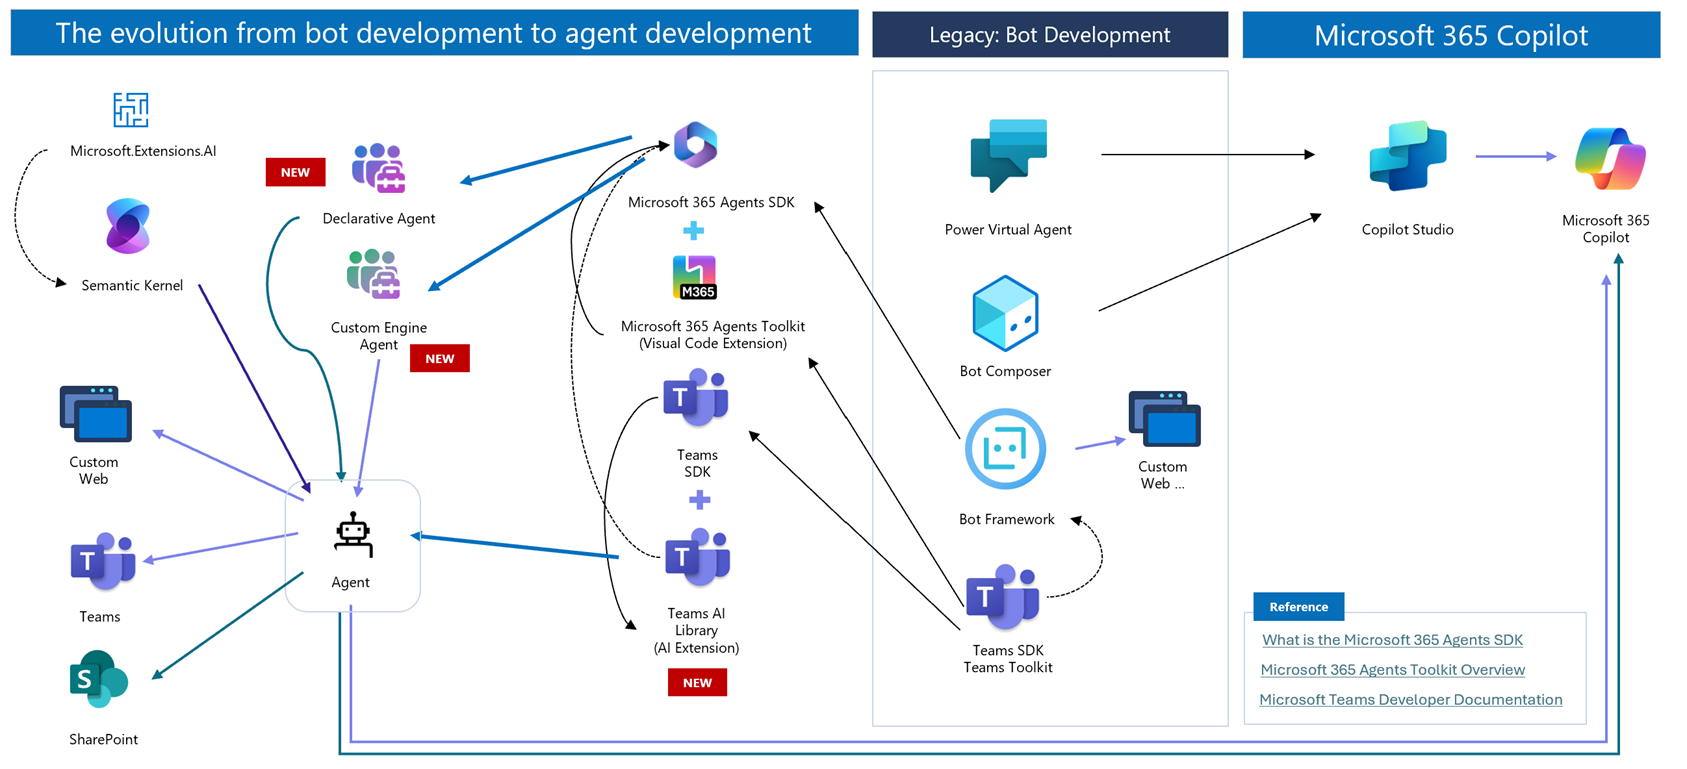 The evolution from bot development to agent development
Legacy: Bot Development
Microsoft 365 Copilot
Microsoft.Extensions.AI
Semantic Kernel
NEW
Declarative Agent
Custom Engine
Agent
NEW
Custom
Web
T
Teams
S
SharePoint
Agent
Microsoft 365 Agents SDK
M365
Microsoft 365 Agents Toolkit
(Visual Code Extension)
T
Teams
SDK
T
Teams AI
Library
(AI Extension)
NEW
Power Virtual Agent
Bot Composer
Bot Framework
Custom
Web ...
T
Teams SDK
Teams Toolkit
Copilot Studio
Microsoft 365
Copilot
Reference
What is the Microsoft 365 Agents SDK
Microsoft 365 Agents Toolkit Overview
Microsoft Teams Developer Documentation